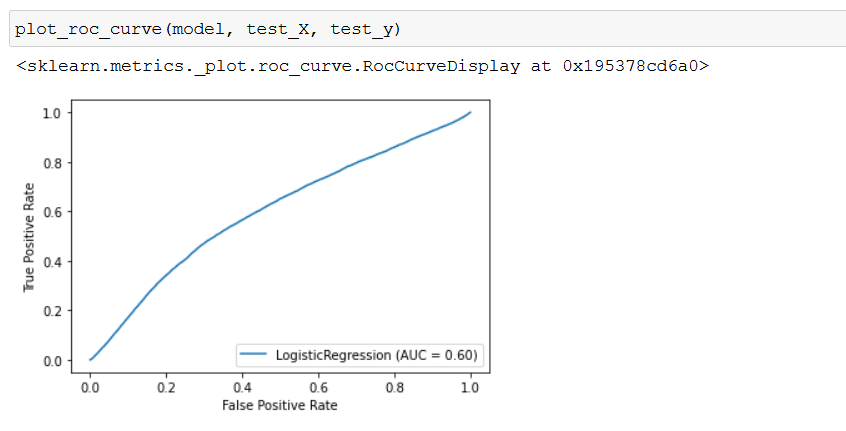 plot_roc_curve(model, test_X, test_y)
<sklearn.metrics._plot.roc_curve.RocCurveDisplay at 0x195378cd6a0>
1.0
0.8
0.6
0.4
0.2
0.0
True Positive Rate
LogisticRegression (AUC = 0.60)
0.0 0.2 0.4 0.6 0.8 1.0
False Positive Rate